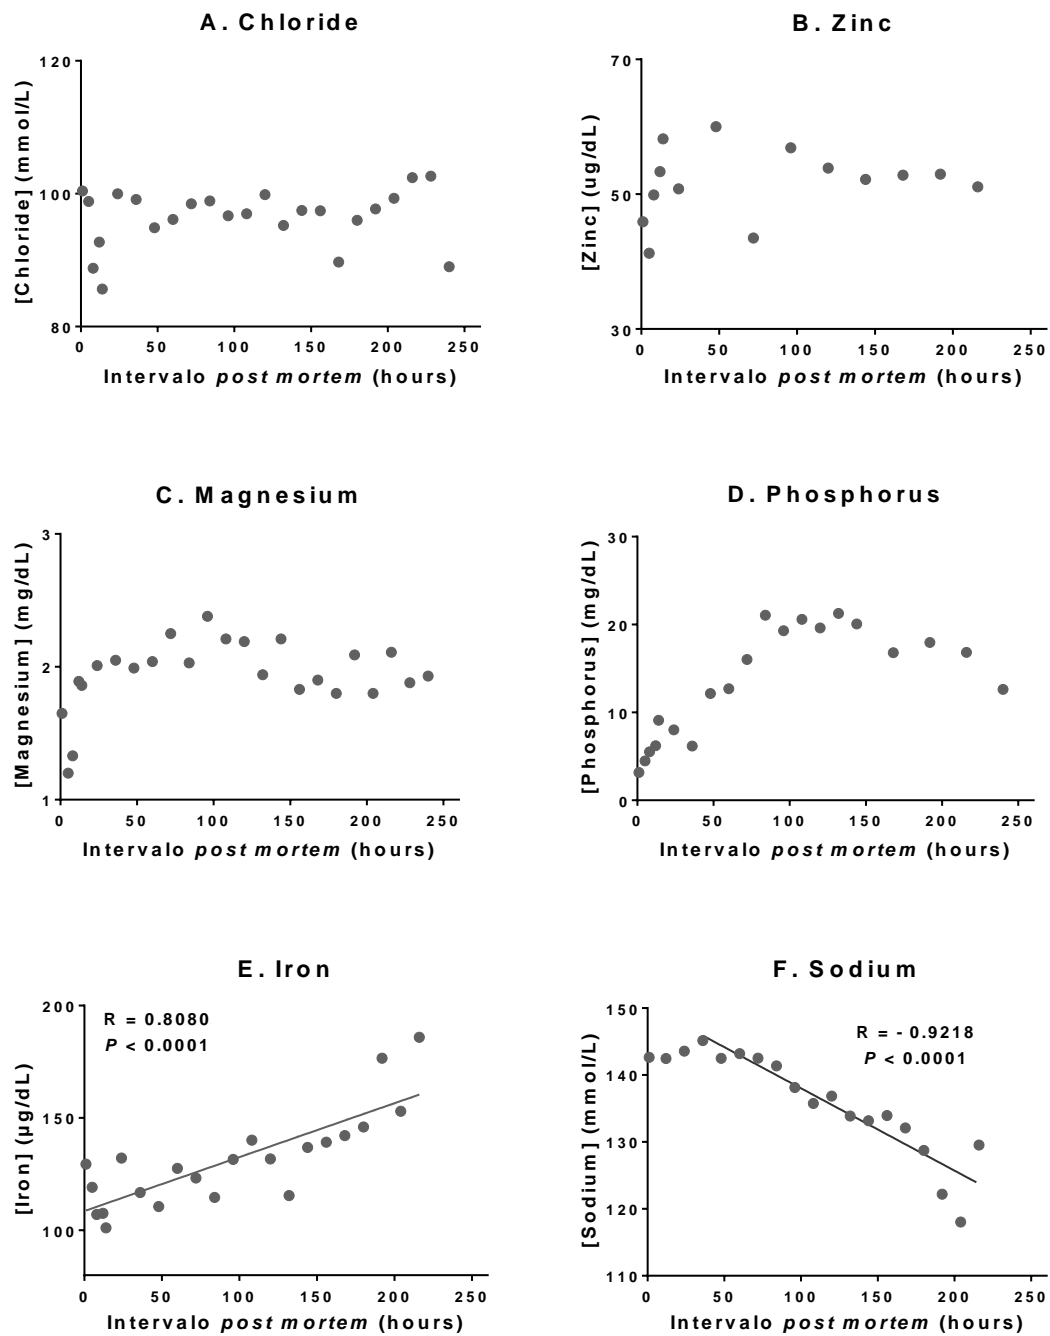 A. Chloride
120
100
80
[Chloride] (mmol/L)
0 50 100 150 200 250
Intervalo post mortem (hours)
B. Zinc
70
50
30
[Zinc] (ug/dL)
0 50 100 150 200 250
Intervalo post mortem (hours)
C. Magnesium
3
2
1
[Magnesium] (mg/dL)
0 50 100 150 200 250
Intervalo post mortem (hours)
D. Phosphorus
30
20
10
0
[Phosphorus] (mg/dL)
0 50 100 150 200 250
Intervalo post mortem (hours)
E. Iron
R = 0.8080
P < 0.0001
200
150
100
[Iron] (µg/dL)
0 50 100 150 200 250
Intervalo post mortem (hours)
F. Sodium
R = - 0.9218
P < 0.0001
150
140
130
120
110
[Sodium] (mmol/L)
0 50 100 150 200 250
Intervalo post mortem (hours)